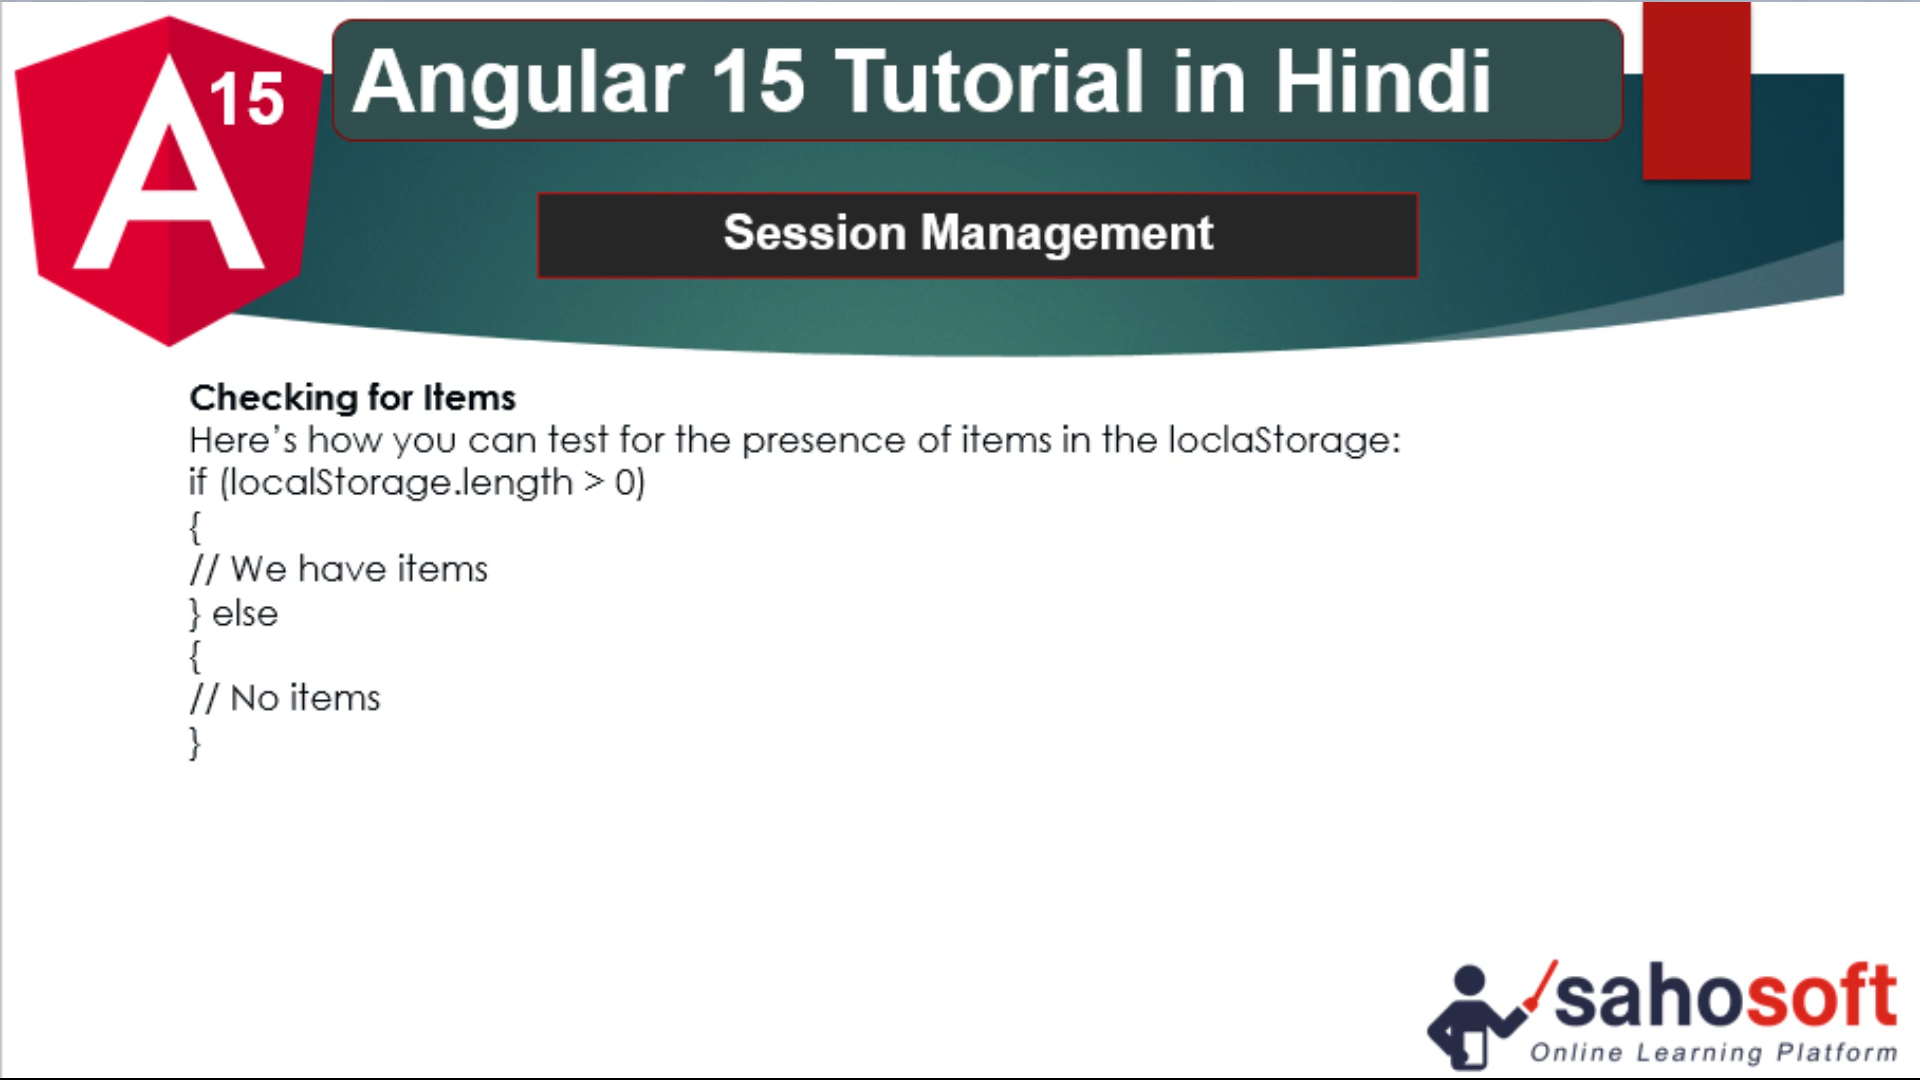 15
Angular 15 Tutorial in Hindi
Session Management
Checking for Items
Here’s how you can test for the presence of items in the loclaStorage:
if (localStorage.length > 0)
{
// We have items
} else
{
// No items
}
sahosoft
Online Learning Platform